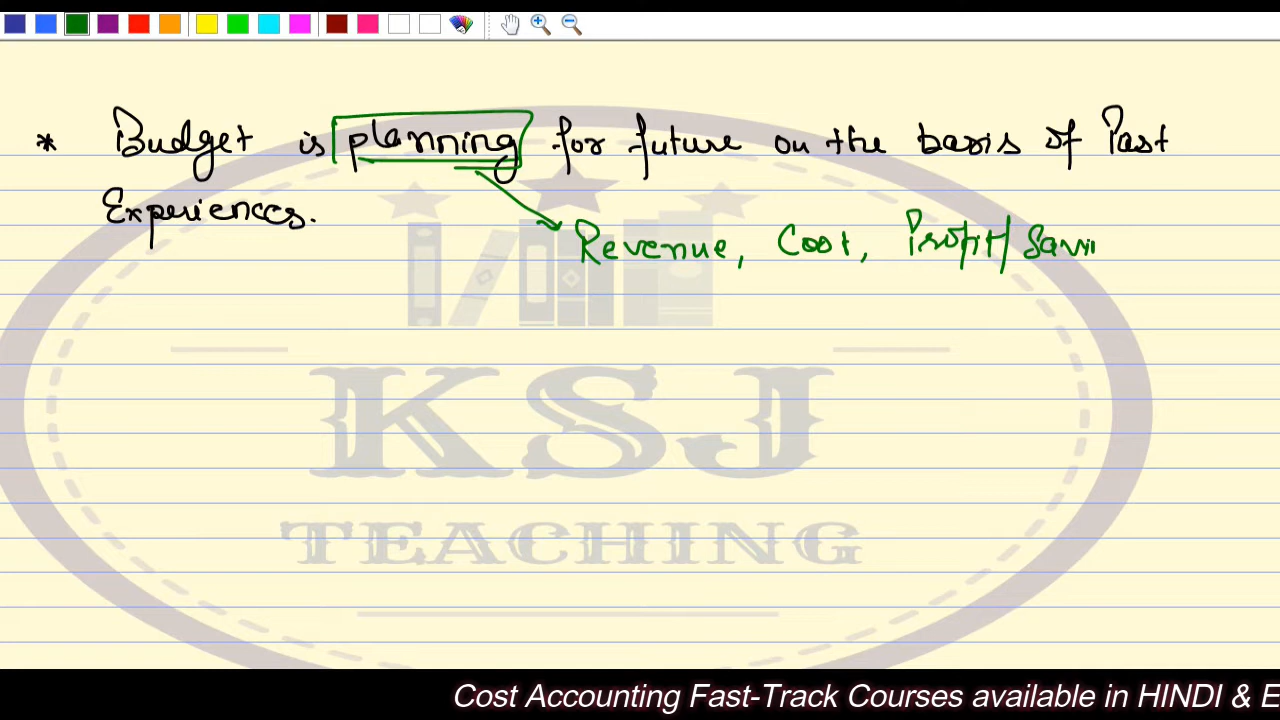 * Budget is planning for future on the basis of Past
Experiences.
Revenue, Cost, Profit/Savin
KSJ
TEACHING
Cost Accounting Fast-Track Courses available in HINDI & E